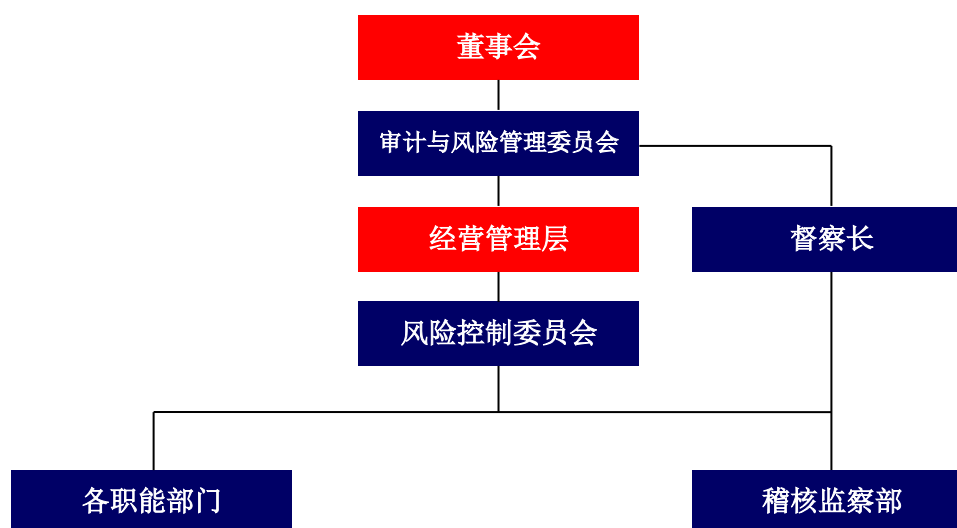 董事会
审计与风险管理委员会
经营管理层
督察长
风险控制委员会
各职能部门
稽核监察部